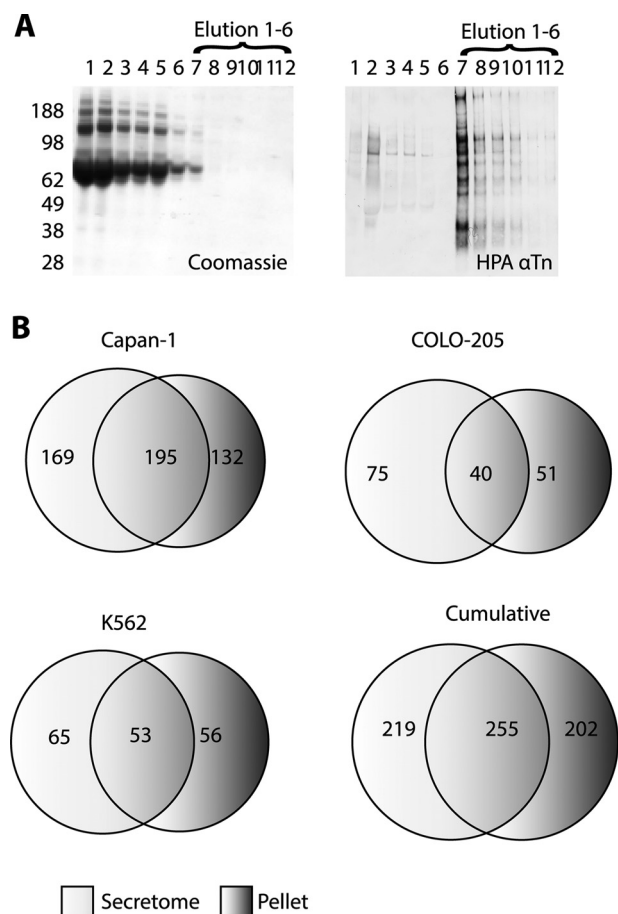 A
Elution 1-6
1 2 3 4 5 6 7 8 9 10 11 12
188
98
62
49
38
28
Coomassie
Elution 1-6
1 2 3 4 5 6 7 8 9 10 11 12
HPA αTn
B
Capan-1
169 195 132
COLO-205
75 40 51
K562
65 53 56
Cumulative
219 255 202
Secretome Pellet